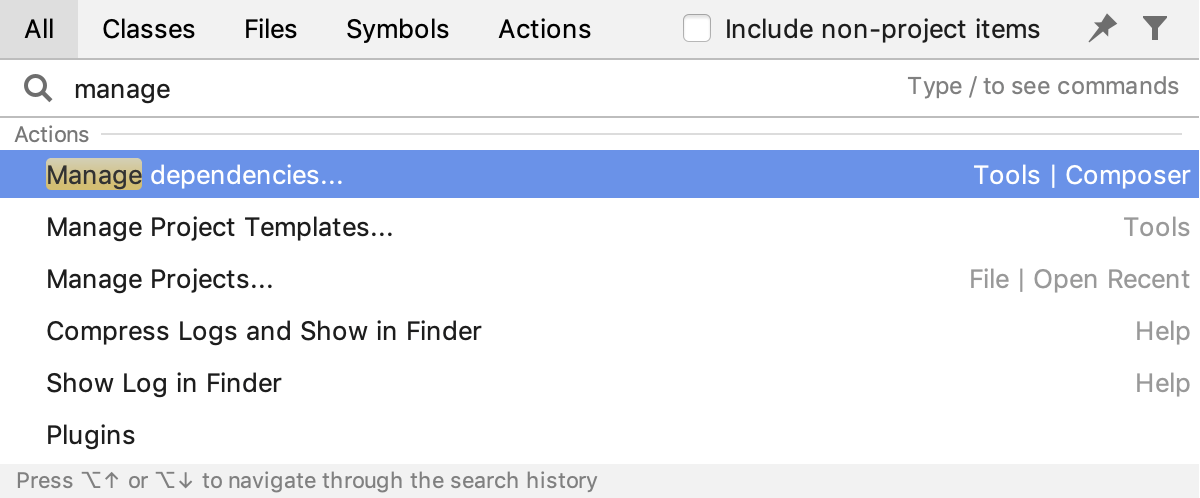 All Classes Files Symbols Actions Include non-project items
manage Type / to see commands
Actions
Manage dependencies... Tools | Composer
Manage Project Templates... Tools
Manage Projects... File | Open Recent
Compress Logs and Show in Finder Help
Show Log in Finder Help
Plugins
Press ⌥↑ or ⌥↓ to navigate through the search history